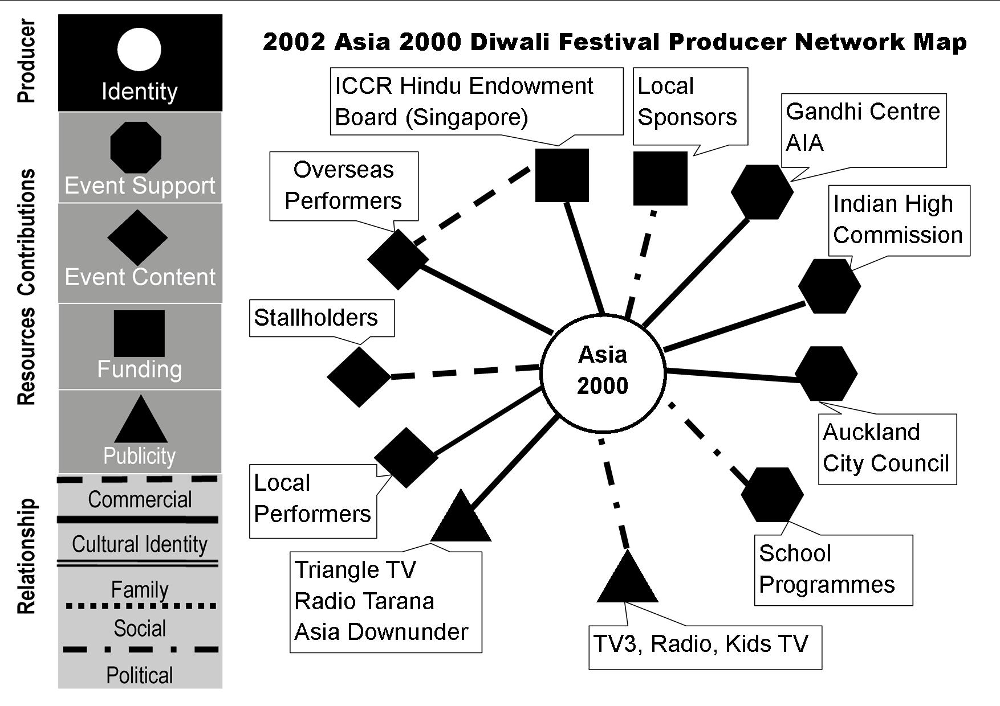 2002 Asia 2000 Diwali Festival Producer Network Map
Producer
Identity
Resources Contributions
Event Support
Event Content
Funding
Publicity
Relationship
Commercial
Cultural Identity
Family
Social
Political
ICCR Hindu Endowment
Board (Singapore)
Local
Sponsors
Gandhi Centre
AIA
Overseas
Performers
Indian High
Commission
Stallholders
Asia
2000
Auckland
City Council
Local
Performers
School
Programmes
Triangle TV
Radio Tarana
Asia Downunder
TV3, Radio, Kids TV